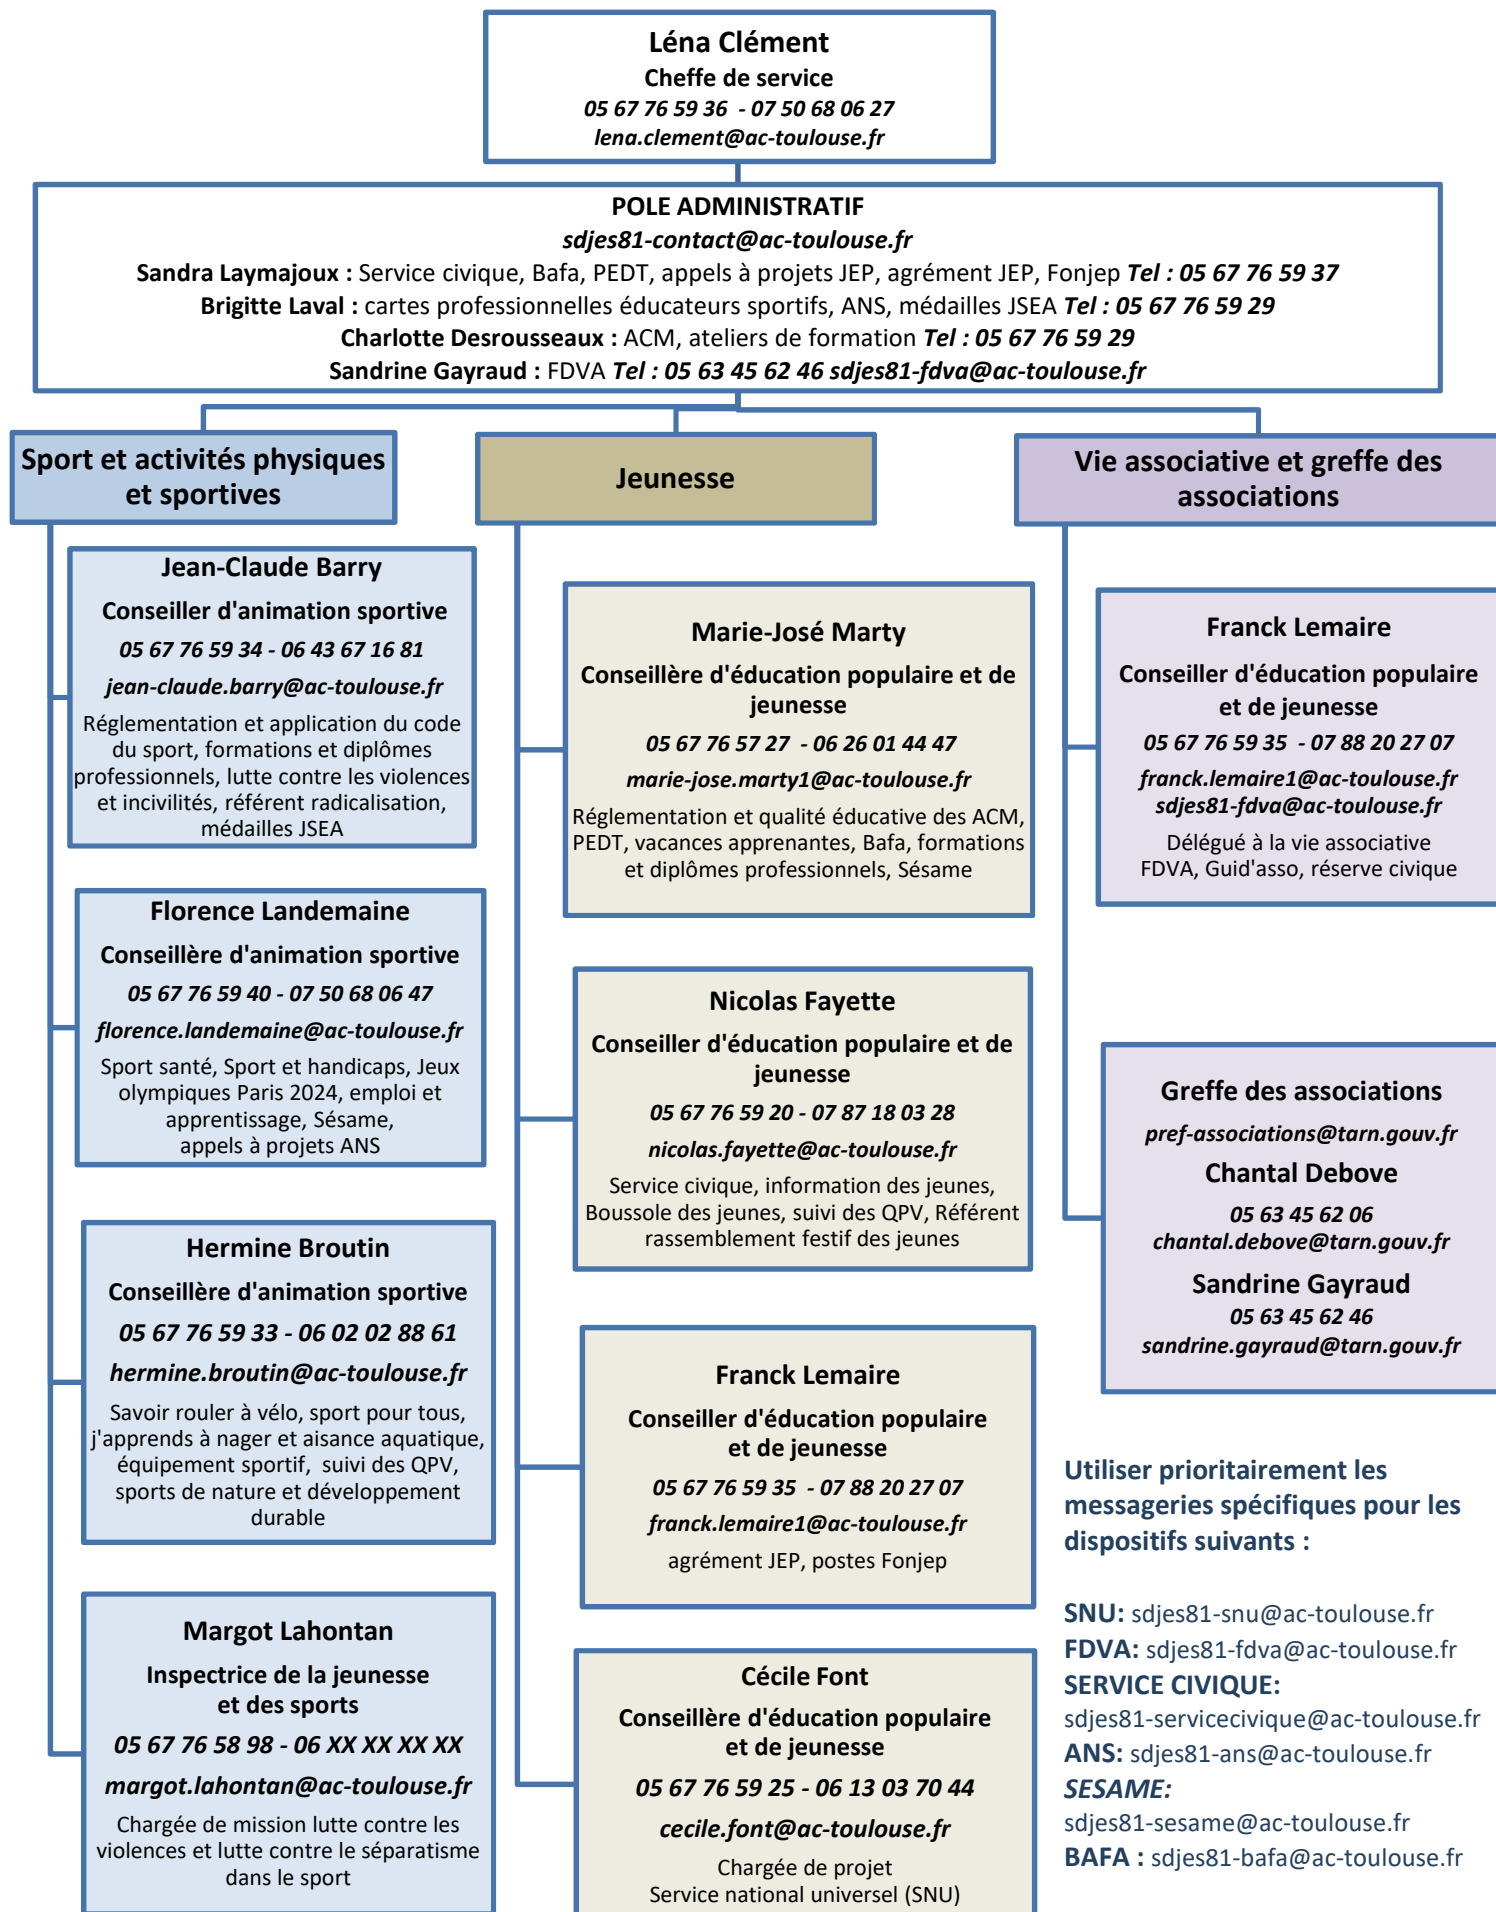 Léna Clément
Cheffe de service
05 67 76 59 36 - 07 50 68 06 27
lena.clement@ac-toulouse.fr
POLE ADMINISTRATIF
sdjes81-contact@ac-toulouse.fr
Sandra Laymajoux : Service civique, Bafa, PEDT, appels à projets JEP, agrément JEP, Fonjep Tel : 05 67 76 59 37
Brigitte Laval : cartes professionnelles éducateurs sportifs, ANS, médailles JSEA Tel : 05 67 76 59 29
Charlotte Desrousseaux : ACM, ateliers de formation Tel : 05 67 76 59 29
Sandrine Gayraud : FDVA Tel : 05 63 45 62 46 sdjes81-fdva@ac-toulouse.fr
Sport et activités physiques
et sportives
Jean-Claude Barry
Conseiller d'animation sportive
05 67 76 59 34 - 06 43 67 16 81
jean-claude.barry@ac-toulouse.fr
Réglementation et application du code
du sport, formations et diplômes
professionnels, lutte contre les violences
et incivilités, référent radicalisation,
médailles JSEA
Florence Landemaine
Conseillère d'animation sportive
05 67 76 59 40 - 07 50 68 06 47
florence.landemaine@ac-toulouse.fr
Sport santé, Sport et handicaps, Jeux
olympiques Paris 2024, emploi et
apprentissage, Sésame,
appels à projets ANS
Hermine Broutin
Conseillère d'animation sportive
05 67 76 59 33 - 06 02 02 88 61
hermine.broutin@ac-toulouse.fr
Savoir rouler à vélo, sport pour tous,
j'apprends à nager et aisance aquatique,
équipement sportif, suivi des QPV,
sports de nature et développement
durable
Margot Lahontan
Inspectrice de la jeunesse
et des sports
05 67 76 58 98 - 06 XX XX XX XX
margot.lahontan@ac-toulouse.fr
Chargée de mission lutte contre les
violences et lutte contre le séparatisme
dans le sport
Jeunesse
Marie-José Marty
Conseillère d'éducation populaire et de
jeunesse
05 67 76 57 27 - 06 26 01 44 47
marie-jose.marty1@ac-toulouse.fr
Réglementation et qualité éducative des ACM,
PEDT, vacances apprenantes, Bafa, formations
et diplômes professionnels, Sésame
Nicolas Fayette
Conseiller d'éducation populaire et de
jeunesse
05 67 76 59 20 - 07 87 18 03 28
nicolas.fayette@ac-toulouse.fr
Service civique, information des jeunes,
Boussole des jeunes, suivi des QPV, Référent
rassemblement festif des jeunes
Franck Lemaire
Conseiller d'éducation populaire
et de jeunesse
05 67 76 59 35 - 07 88 20 27 07
franck.lemaire1@ac-toulouse.fr
agrément JEP, postes Fonjep
Cécile Font
Conseillère d'éducation populaire
et de jeunesse
05 67 76 59 25 - 06 13 03 70 44
cecile.font@ac-toulouse.fr
Chargée de projet
Service national universel (SNU)
Vie associative et greffe des
associations
Franck Lemaire
Conseiller d'éducation populaire
et de jeunesse
05 67 76 59 35 - 07 88 20 27 07
franck.lemaire1@ac-toulouse.fr
sdjes81-fdva@ac-toulouse.fr
Délégué à la vie associative
FDVA, Guid'asso, réserve civique
Greffe des associations
pref-associations@tarn.gouv.fr
Chantal Debove
05 63 45 62 06
chantal.debove@tarn.gouv.fr
Sandrine Gayraud
05 63 45 62 46
sandrine.gayraud@tarn.gouv.fr
Utiliser prioritairement les
messageries spécifiques pour les
dispositifs suivants :
SNU: sdjes81-snu@ac-toulouse.fr
FDVA: sdjes81-fdva@ac-toulouse.fr
SERVICE CIVIQUE:
sdjes81-servicecivique@ac-toulouse.fr
ANS: sdjes81-ans@ac-toulouse.fr
SESAME:
sdjes81-sesame@ac-toulouse.fr
BAFA : sdjes81-bafa@ac-toulouse.fr